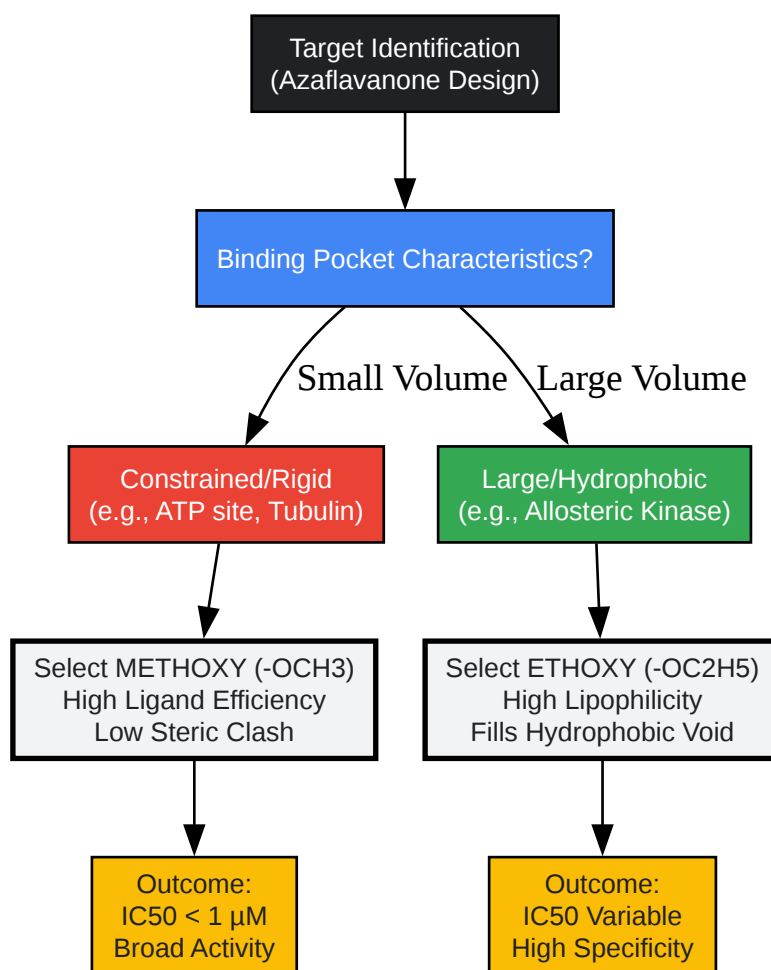 Target Identification
(Azaflavanone Design)
Binding Pocket Characteristics?
Small Volume
Large Volume
Constrained/Rigid
(e.g., ATP site, Tubulin)
Large/Hydrophobic
(e.g., Allosteric Kinase)
Select METHOXY (-OCH3)
High Ligand Efficiency
Low Steric Clash
Select ETHOXY (-OC2H5)
High Lipophilicity
Fills Hydrophobic Void
Outcome:
IC50 < 1 µM
Broad Activity
Outcome:
IC50 Variable
High Specificity